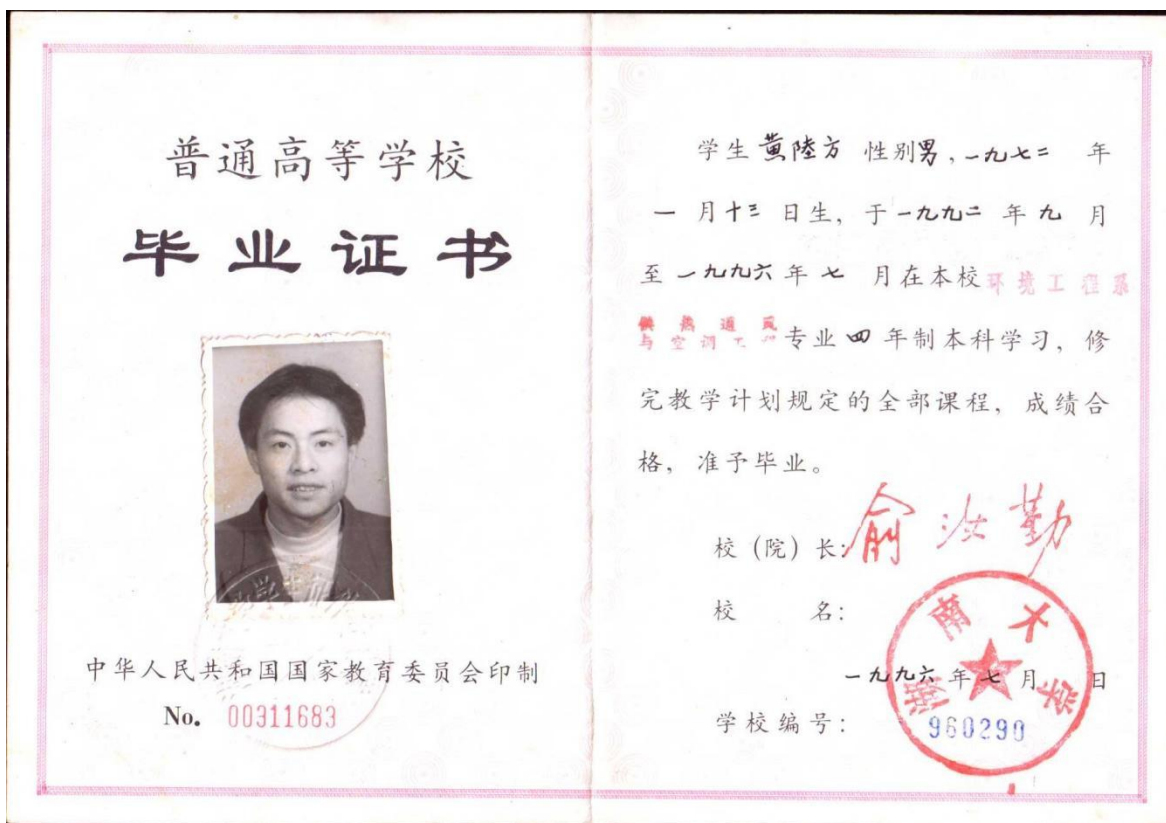 普通高等学校
毕业证书
中华人民共和国国家教育委员会印制
No. 00311683
学生 黄陸方 性别男,一九七二 年
一 月十三 日生, 于一九九二 年 九 月
至 一九九六 年 七 月在本校 环境工程系
供热通风
与空调工程 专业 四 年制本科学习, 修
完教学计划规定的全部课程, 成绩合
格, 准予毕业。
校 (院) 长: 俞汝勤
校 名:
湖南大学
一九九六 年 七 月 日
学校编号: 960290